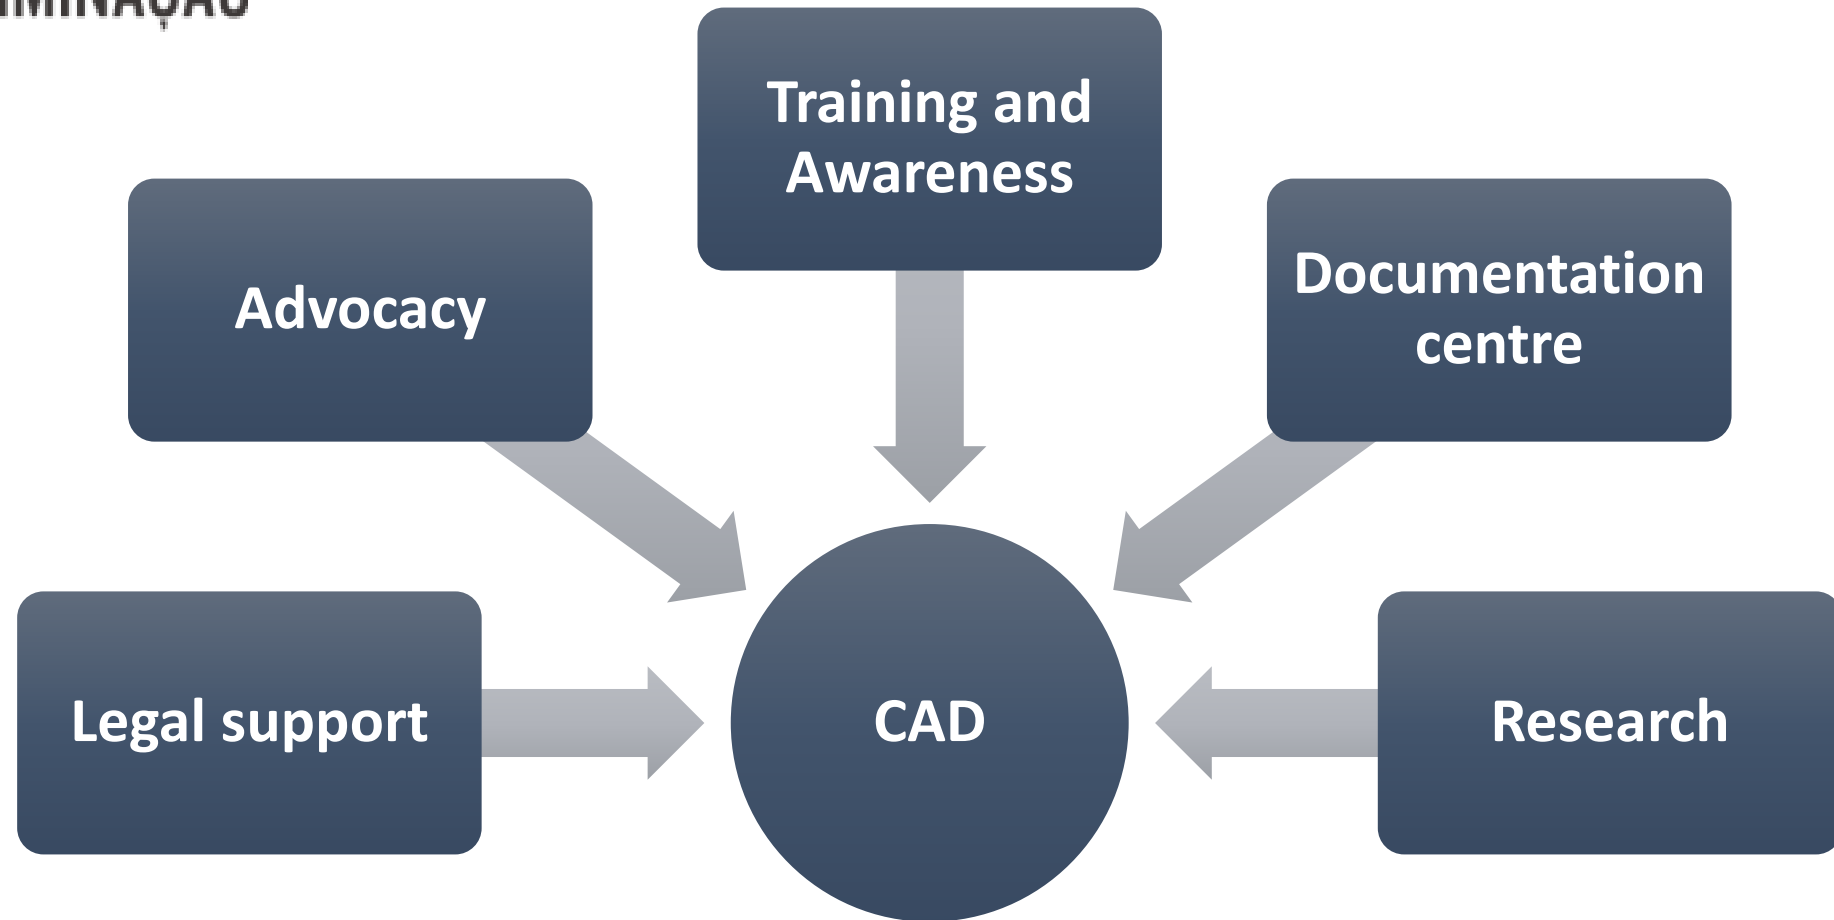 Training and
Awareness
Advocacy
Documentation
centre
Legal support
CAD
Research